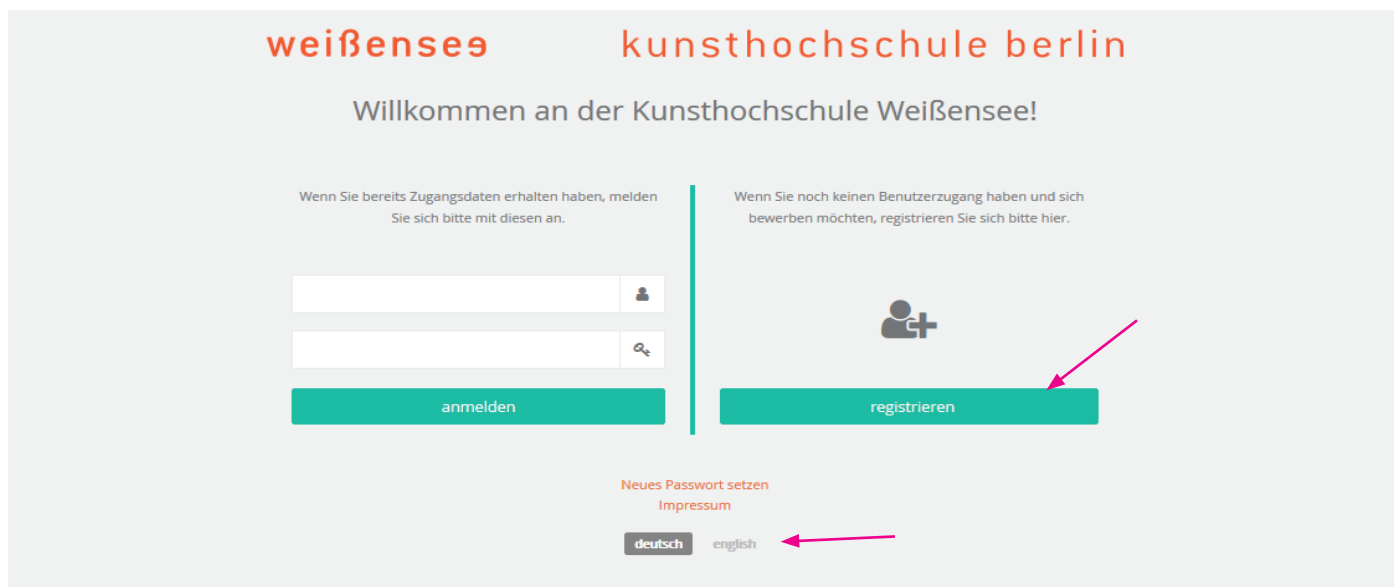 weißensee kunsthochschule berlin
Willkommen an der Kunsthochschule Weißensee!
Wenn Sie bereits Zugangsdaten erhalten haben, melden
Sie sich bitte mit diesen an.
anmelden
Wenn Sie noch keinen Benutzerzugang haben und sich
bewerben möchten, registrieren Sie sich bitte hier.
registrieren
Neues Passwort setzen
Impressum
deutsch english